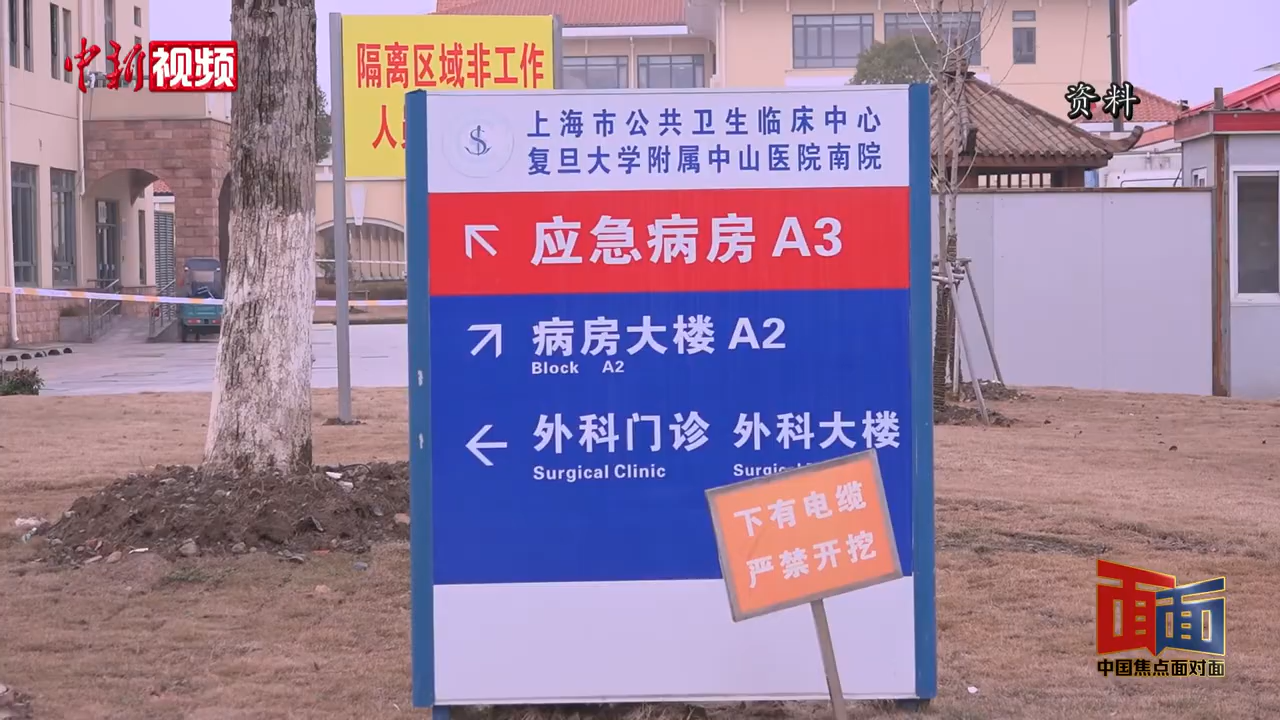 中新视频
资料
隔离区域非工作
人
上海市公共卫生临床中心
复旦大学附属中山医院南院
应急病房 A3
病房大楼 A2
Block A2
外科门诊 外科大楼
Surgical Clinic
下有电缆
严禁开挖
面面
中国焦点面对面